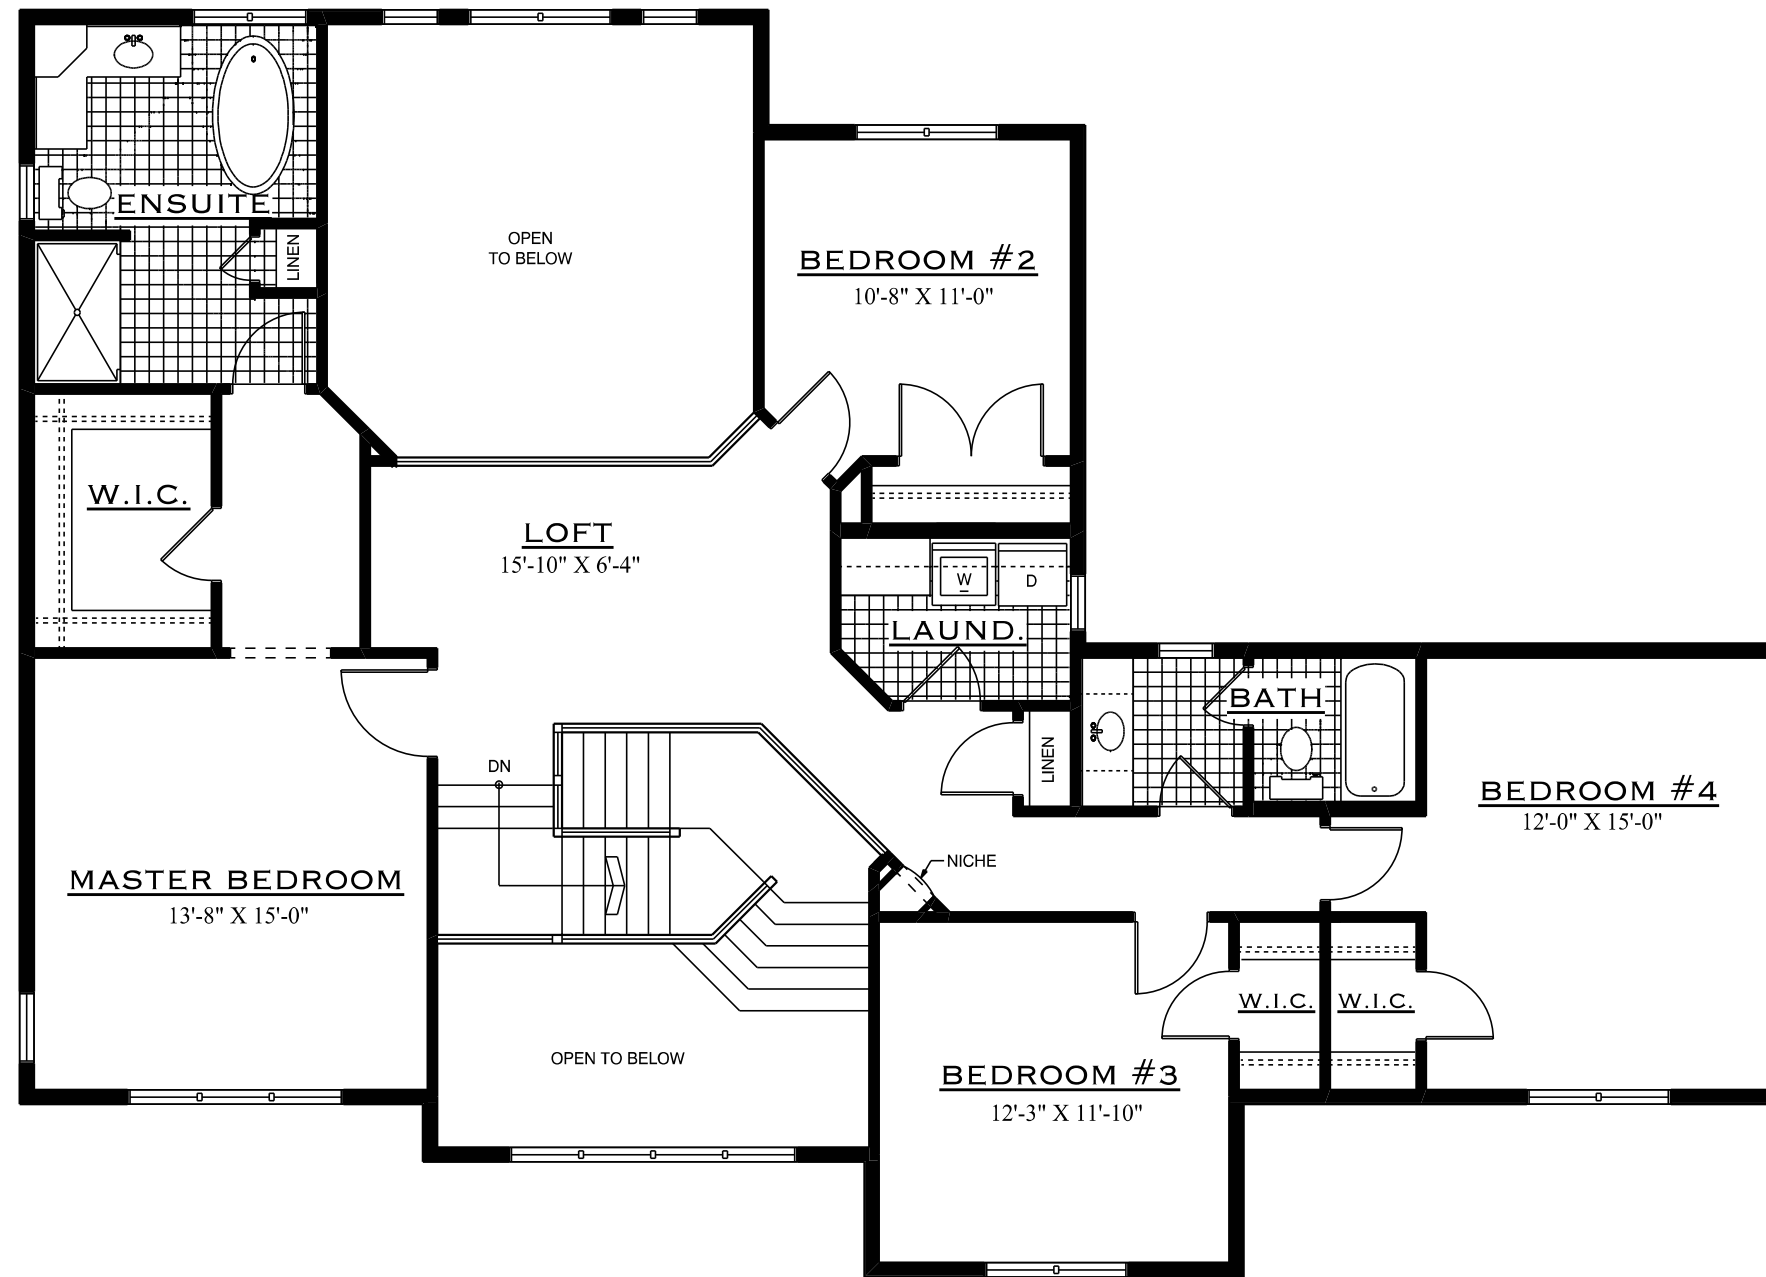 ENSUITE
LINEN
OPEN
TO BELOW
BEDROOM #2
10'-8" X 11'-0"
W.I.C.
LOFT
15'-10" X 6'-4"
W
D
LAUND.
BATH
LINEN
DN
BEDROOM #4
12'-0" X 15'-0"
NICHE
MASTER BEDROOM
13'-8" X 15'-0"
W.I.C.
W.I.C.
OPEN TO BELOW
BEDROOM #3
12'-3" X 11'-10"